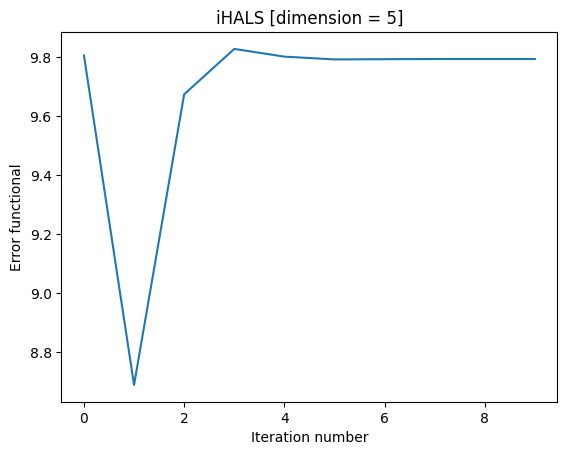 iHALS [dimension = 5]
Error functional
9.8
9.6
9.4
9.2
9.0
8.8
0 2 4 6 8
Iteration number